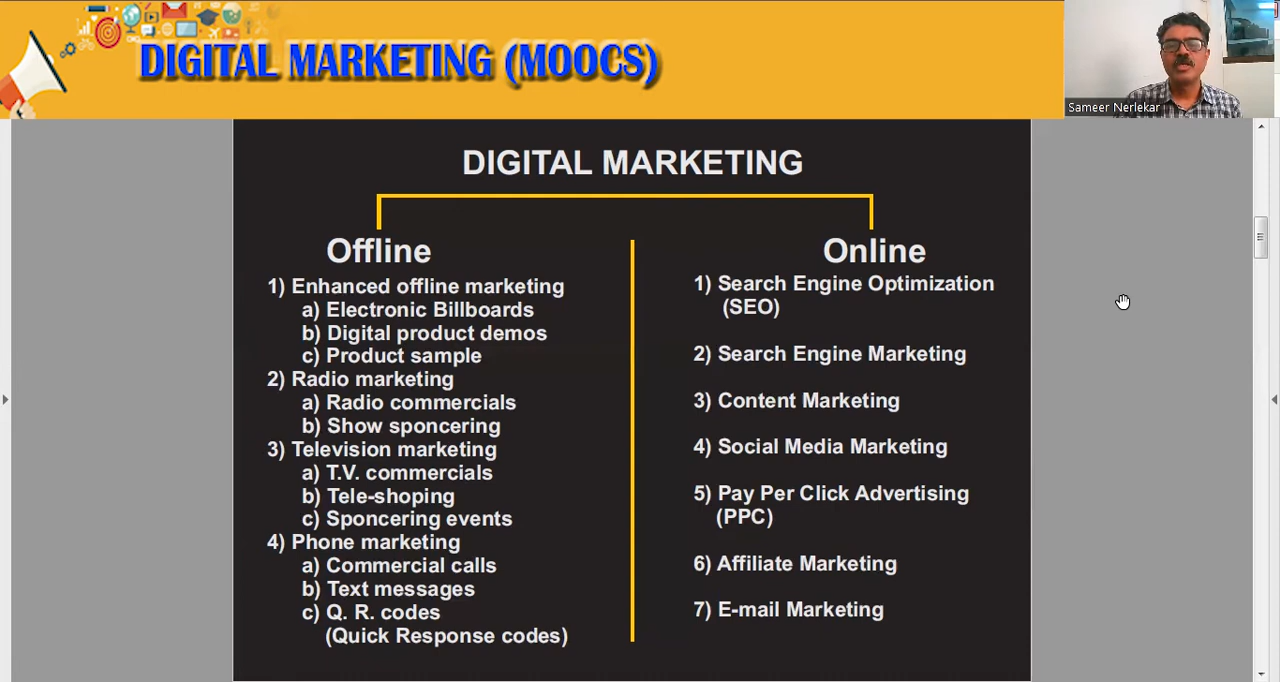 DIGITAL MARKETING (MOOCS)
Sameer Nerlekar
DIGITAL MARKETING
Offline
1) Enhanced offline marketing
a) Electronic Billboards
b) Digital product demos
c) Product sample
2) Radio marketing
a) Radio commercials
b) Show sponcering
3) Television marketing
a) T.V. commercials
b) Tele-shoping
c) Sponcering events
4) Phone marketing
a) Commercial calls
b) Text messages
c) Q. R. codes
(Quick Response codes)
Online
1) Search Engine Optimization
(SEO)
2) Search Engine Marketing
3) Content Marketing
4) Social Media Marketing
5) Pay Per Click Advertising
(PPC)
6) Affiliate Marketing
7) E-mail Marketing